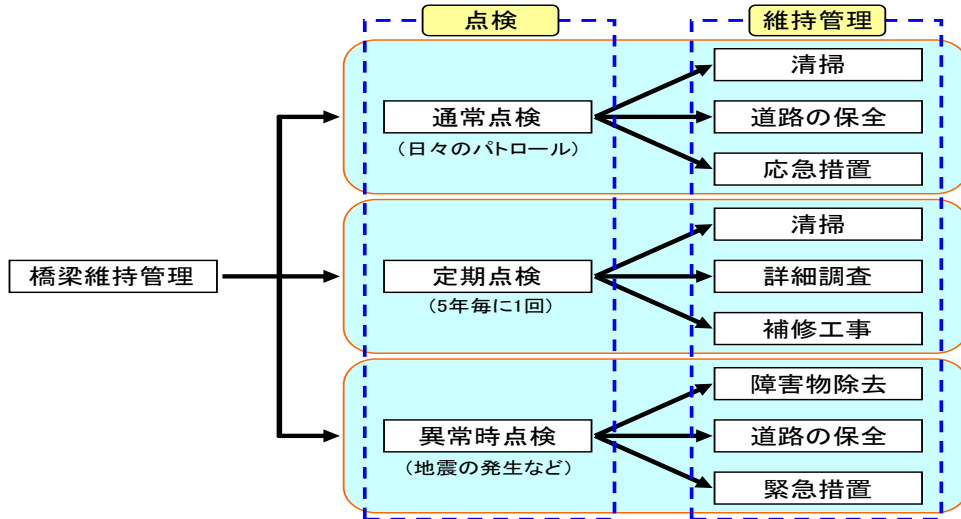 点検
維持管理
橋梁維持管理
通常点検
（日々のパトロール）
清掃
道路の保全
応急措置
定期点検
（5年毎に1回）
清掃
詳細調査
補修工事
異常時点検
（地震の発生など）
障害物除去
道路の保全
緊急措置